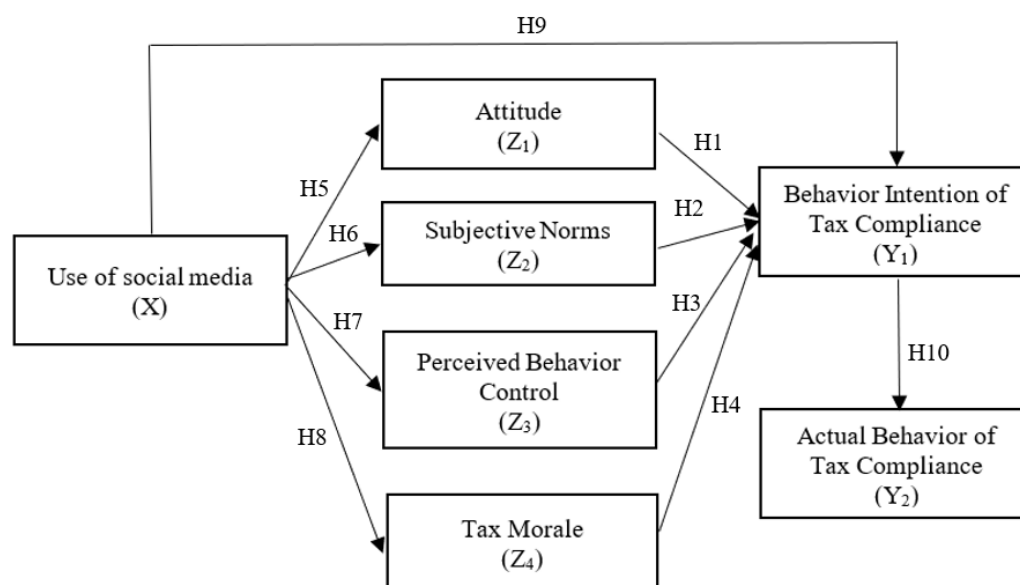 H9
Attitude
(Z₁)
H1
H5
Behavior Intention of
Tax Compliance
(Y₁)
H2
Subjective Norms
(Z₂)
H6
Use of social media
(X)
H7
H3
Perceived Behavior
Control
(Z₃)
H10
H4
H8
Actual Behavior of
Tax Compliance
(Y₂)
Tax Morale
(Z₄)